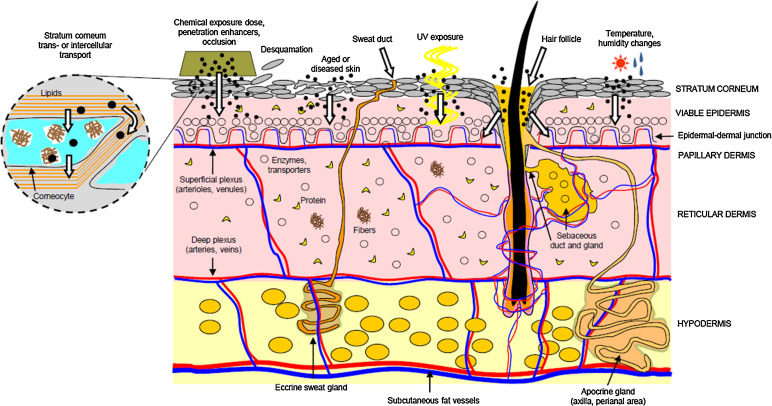 Stratum corneum
trans- or intercellular
transport
Lipids
Corneocyte
Chemical exposure dose,
penetration enhancers,
occlusion
Desquamation
Aged or
diseased skin
Sweat duct
UV exposure
Hair follicle
Temperature,
humidity changes
STRATUM CORNEUM
VIABLE EPIDERMIS
Epidermal-dermal junction
PAPILLARY DERMIS
Superficial plexus
(arterioles, venules)
Enzymes,
transporters
Protein
Fibers
RETICULAR DERMIS
Sebaceous
duct and gland
Deep plexus
(arteries, veins)
HYPODERMIS
Eccrine sweat gland
Subcutaneous fat vessels
Apocrine gland
(axilla, perianal area)